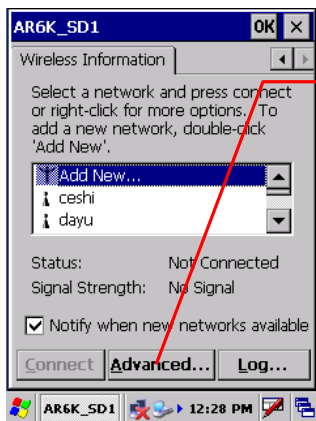 AR6K_SD1 OK ×
Wireless Information
Select a network and press connect
or right-click for more options. To
add a new network, double-click
'Add New'.
Add New...
ceshi
dayu
Status: Not Connected
Signal Strength: No Signal
Notify when new networks available
Connect Advanced... Log...
AR6K_SD1 12:28 PM